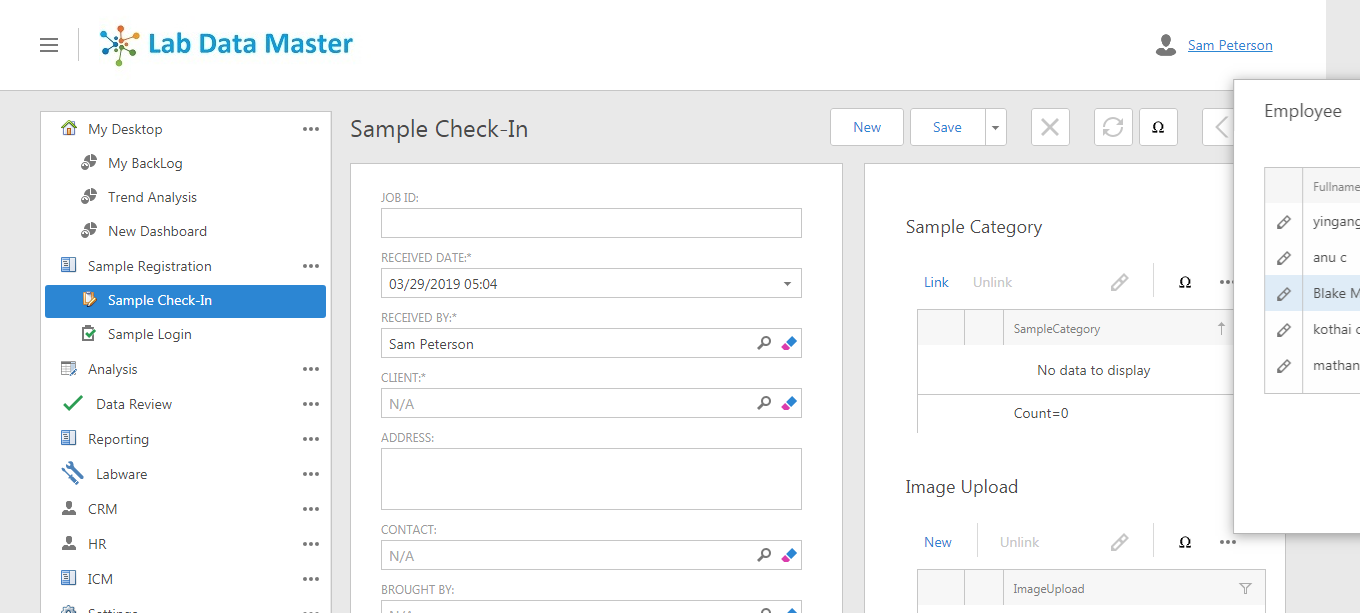 Lab Data Master
Sam Peterson
My Desktop
My BackLog
Trend Analysis
New Dashboard
Sample Registration
Sample Check-In
Sample Login
Analysis
Data Review
Reporting
Labware
CRM
HR
ICM
Settings
Sample Check-In
New
Save
Ω
JOB ID:
RECEIVED DATE:*
03/29/2019 05:04
RECEIVED BY:*
Sam Peterson
CLIENT:*
N/A
ADDRESS:
CONTACT:
N/A
BROUGHT BY:
N/A
Sample Category
Link Unlink Ω
SampleCategory
No data to display
Count=0
Image Upload
New Unlink Ω
ImageUpload
Employee
Fullname
yingang
anu c
Blake M
kothai
mathan